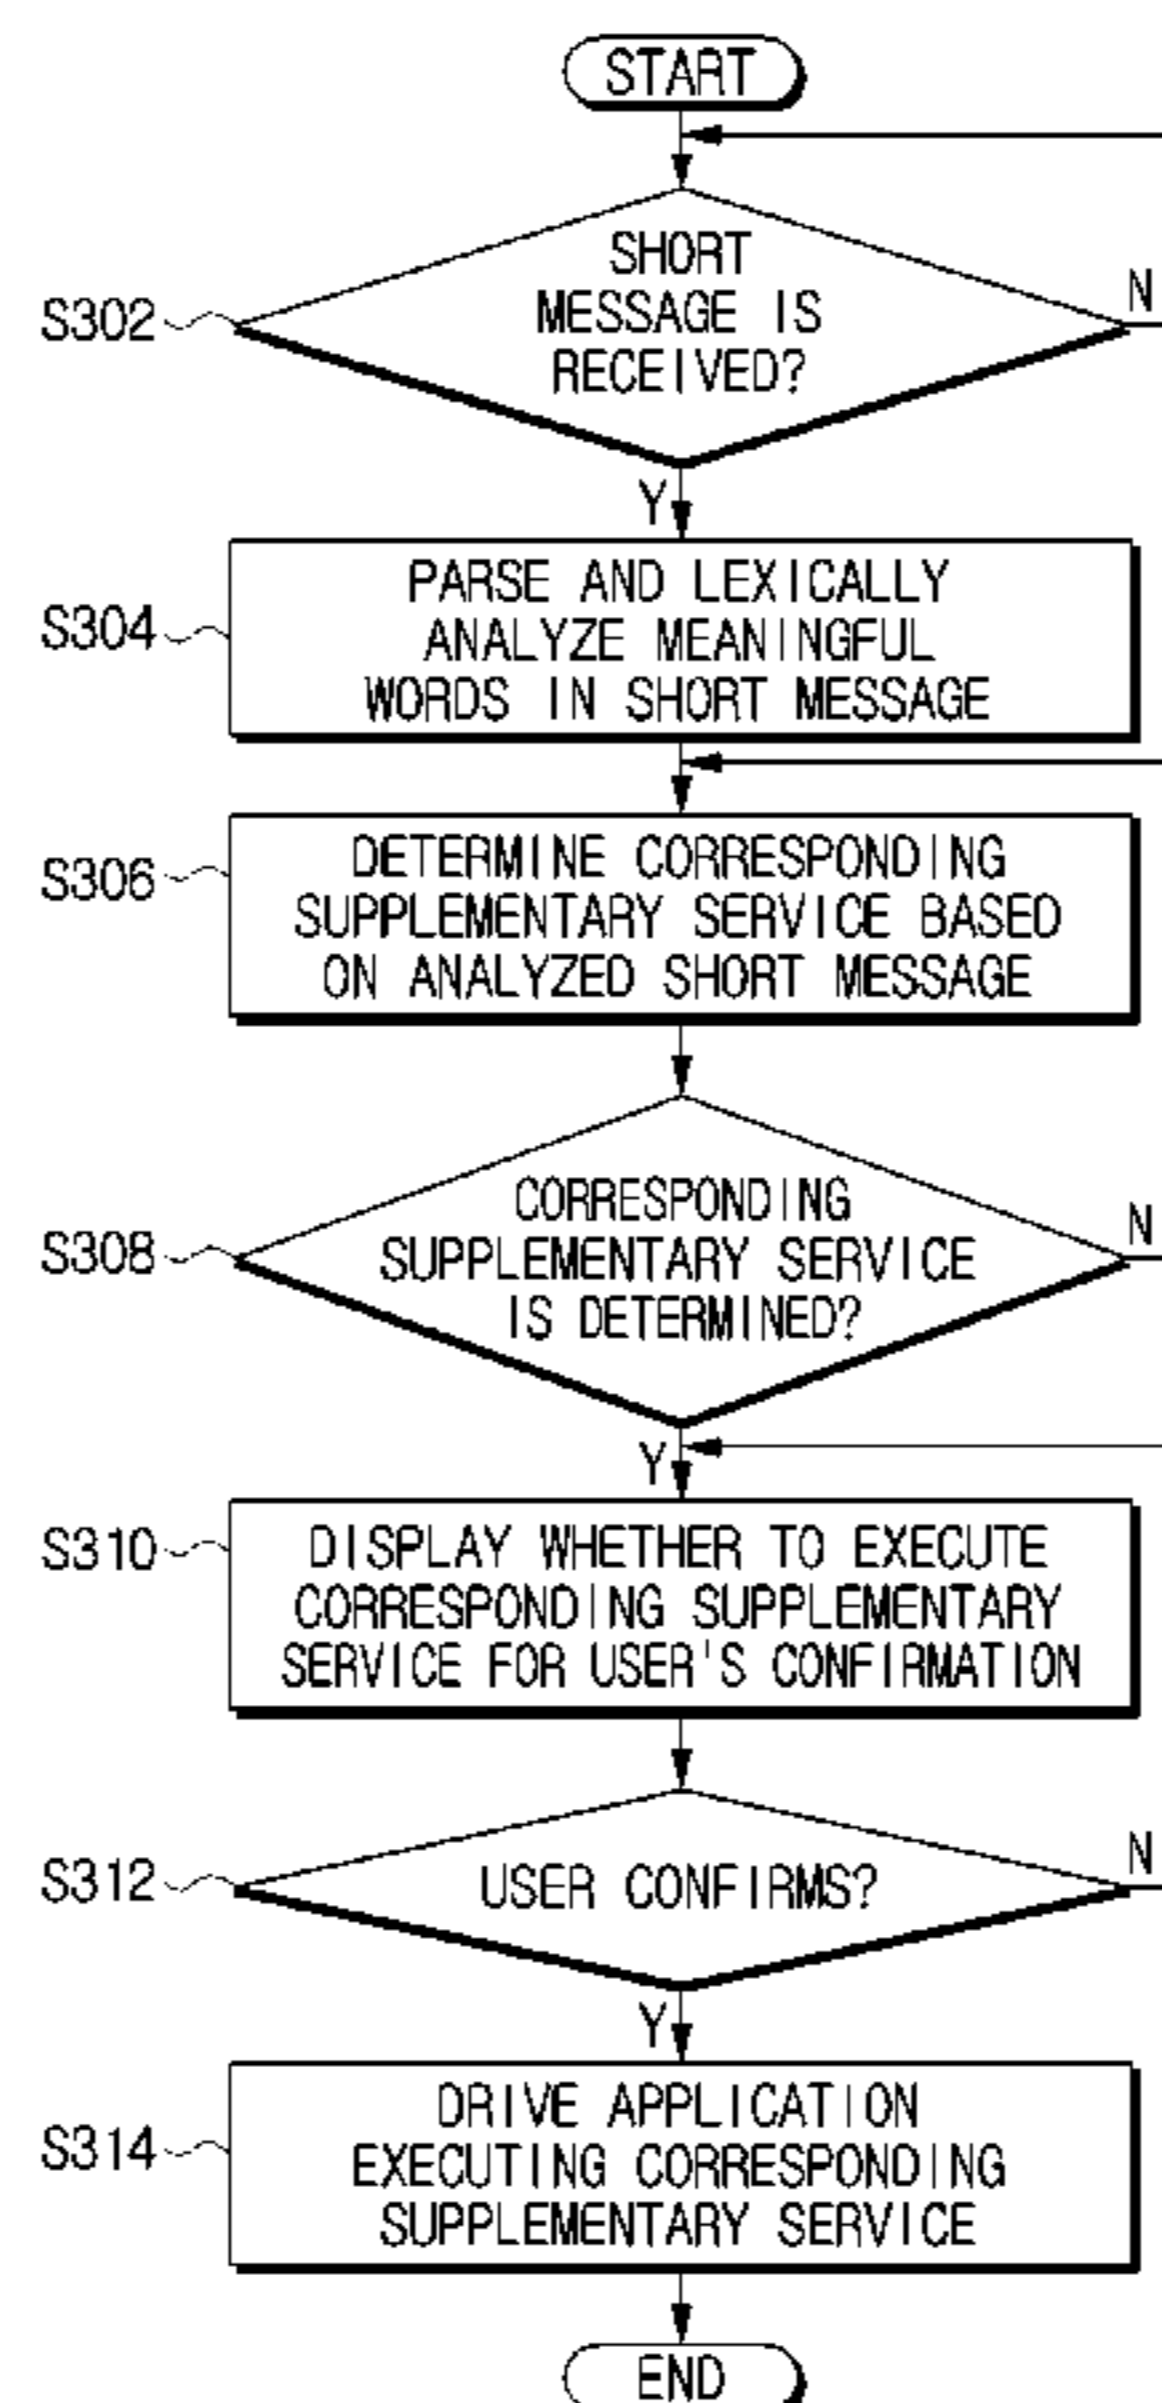 START
SHORT
MESSAGE IS
RECEIVED?
S302
N
Y
PARSE AND LEXICALLY
ANALYZE MEANINGFUL
WORDS IN SHORT MESSAGE
S304
DETERMINE CORRESPONDING
SUPPLEMENTARY SERVICE BASED
ON ANALYZED SHORT MESSAGE
S306
CORRESPONDING
SUPPLEMENTARY SERVICE
IS DETERMINED?
S308
N
Y
DISPLAY WHETHER TO EXECUTE
CORRESPONDING SUPPLEMENTARY
SERVICE FOR USER'S CONFIRMATION
S310
USER CONFIRMS?
S312
N
Y
DRIVE APPLICATION
EXECUTING CORRESPONDING
SUPPLEMENTARY SERVICE
S314
END